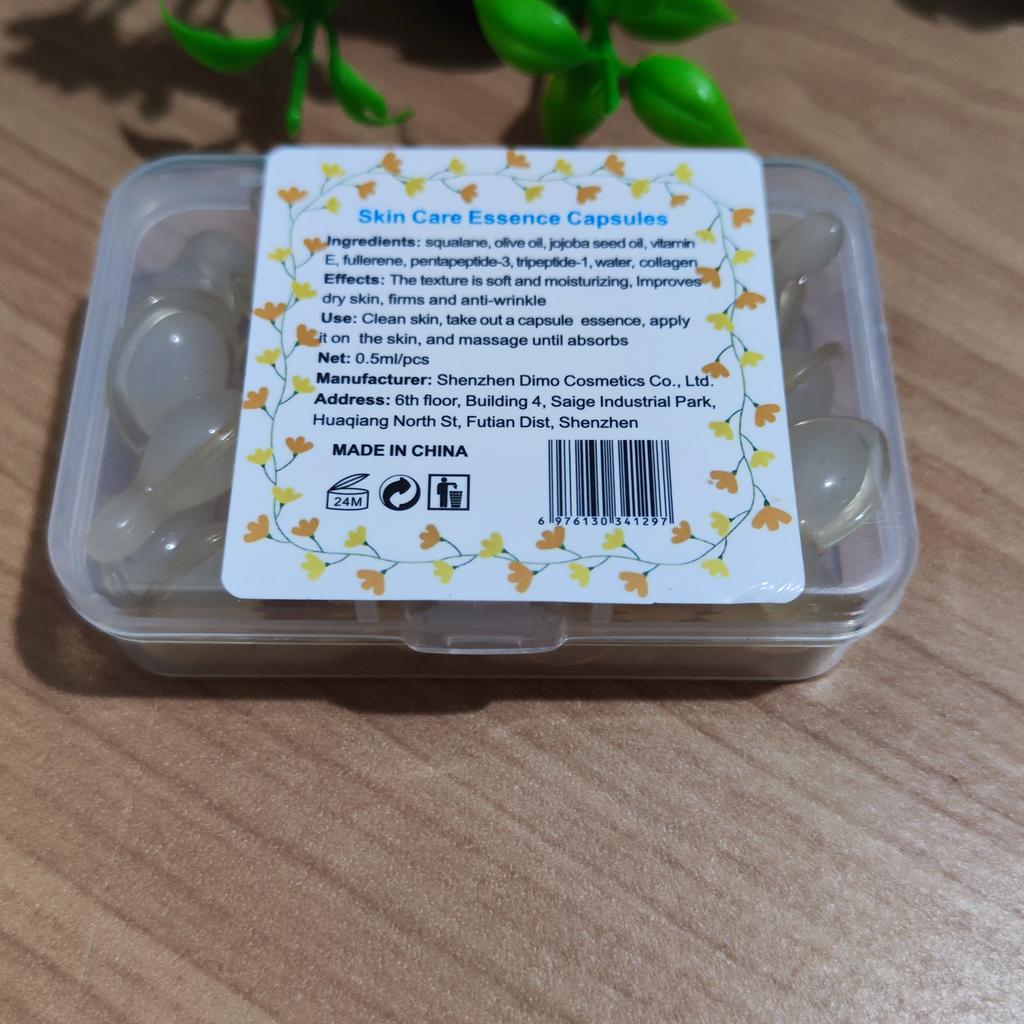 Skin Care Essence Capsules
Ingredients: squalane, olive oil, jojoba seed oil, vitamin
E, fullerene, pentapeptide-3, tripeptide-1, water, collagen
Effects: The texture is soft and moisturizing, Improves
dry skin, firms and anti-wrinkle
Use: Clean skin, take out a capsule essence, apply
it on the skin, and massage until absorbs
Net: 0.5ml/pcs
Manufacturer: Shenzhen Dimo Cosmetics Co., Ltd.
Address: 6th floor, Building 4, Saige Industrial Park,
Huaqiang North St, Futian Dist, Shenzhen
MADE IN CHINA
24M
6 976130 341297